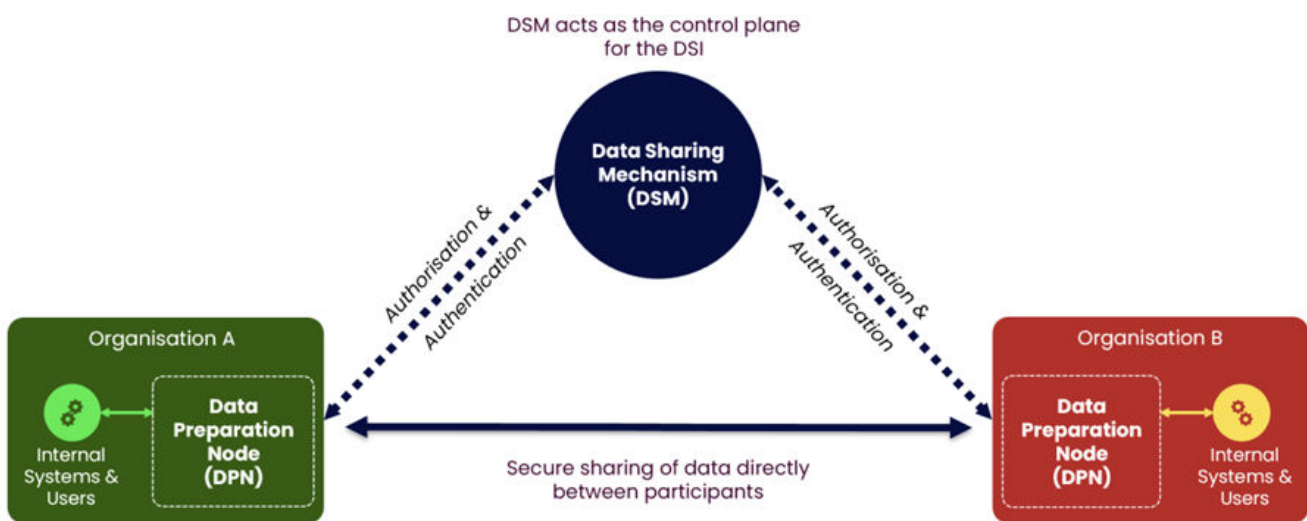 DSM acts as the control plane
for the DSI
Data Sharing
Mechanism
(DSM)
Authorisation &
Authentication
Authorisation &
Authentication
Organisation A
Internal
Systems &
Users
Data
Preparation
Node
(DPN)
Secure sharing of data directly
between participants
Organisation B
Data
Preparation
Node
(DPN)
Internal
Systems &
Users